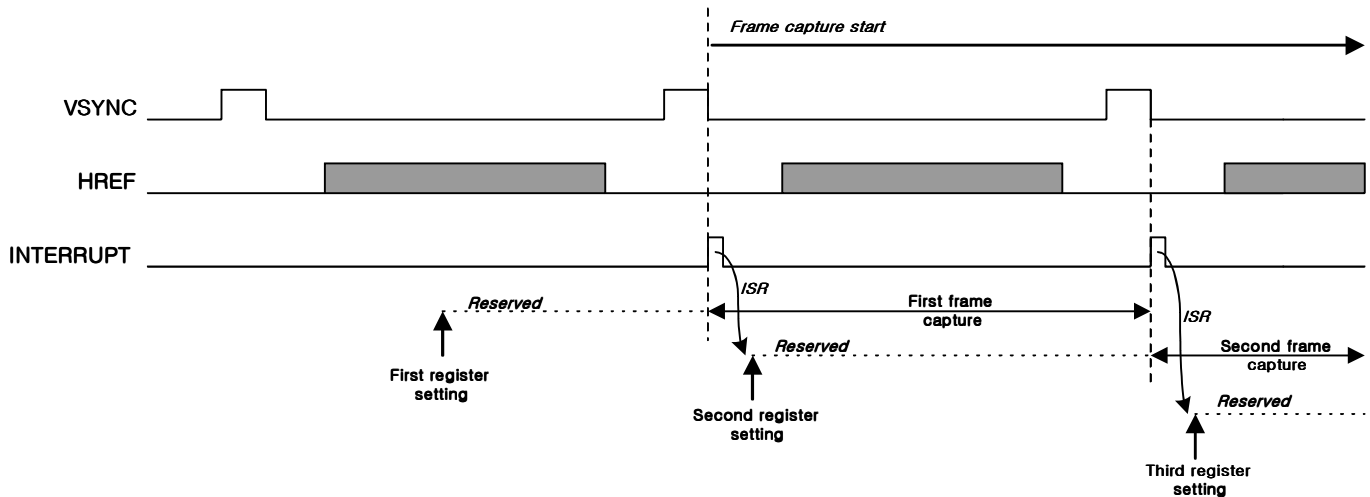 Frame capture start
VSYNC
HREF
INTERRUPT
ISR
Reserved
First frame
capture
ISR
Reserved
Second frame
capture
First register
setting
Reserved
Second register
setting
Third register
setting